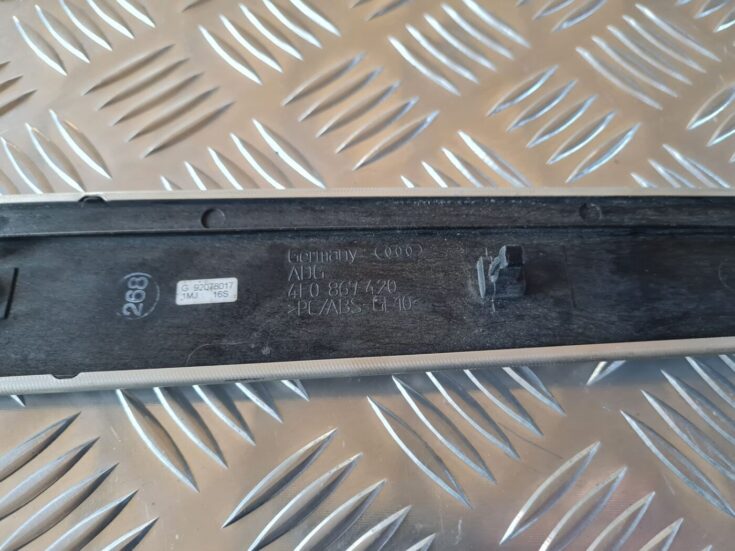 Germany
ADG
4F0 867 420
>PC/ABS-GF10<
268
G 92078017
1MJ 16S